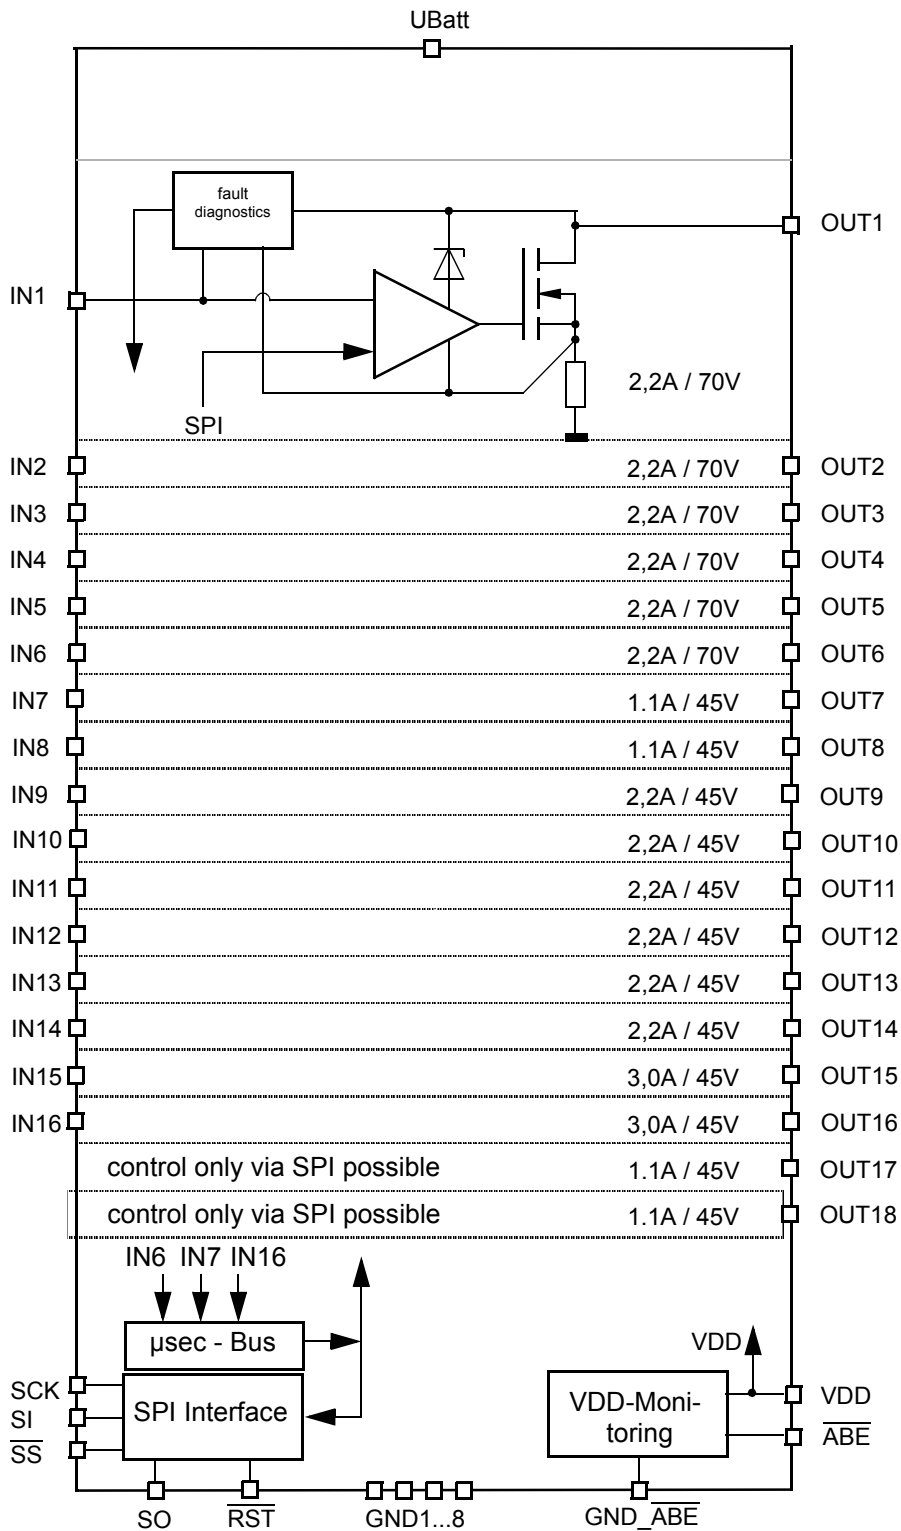 UBatt
fault
diagnostics
OUT1
IN1
2,2A / 70V
SPI
IN2 2,2A / 70V OUT2
IN3 2,2A / 70V OUT3
IN4 2,2A / 70V OUT4
IN5 2,2A / 70V OUT5
IN6 2,2A / 70V OUT6
IN7 1.1A / 45V OUT7
IN8 1.1A / 45V OUT8
IN9 2,2A / 45V OUT9
IN10 2,2A / 45V OUT10
IN11 2,2A / 45V OUT11
IN12 2,2A / 45V OUT12
IN13 2,2A / 45V OUT13
IN14 2,2A / 45V OUT14
IN15 3,0A / 45V OUT15
IN16 3,0A / 45V OUT16
control only via SPI possible 1.1A / 45V OUT17
control only via SPI possible 1.1A / 45V OUT18
IN6 IN7 IN16
µsec - Bus
VDD
SCK
SPI Interface
VDD-Moni-
toring
VDD
SI
ABE
SS
SO RST GND1...8 GND_ABE